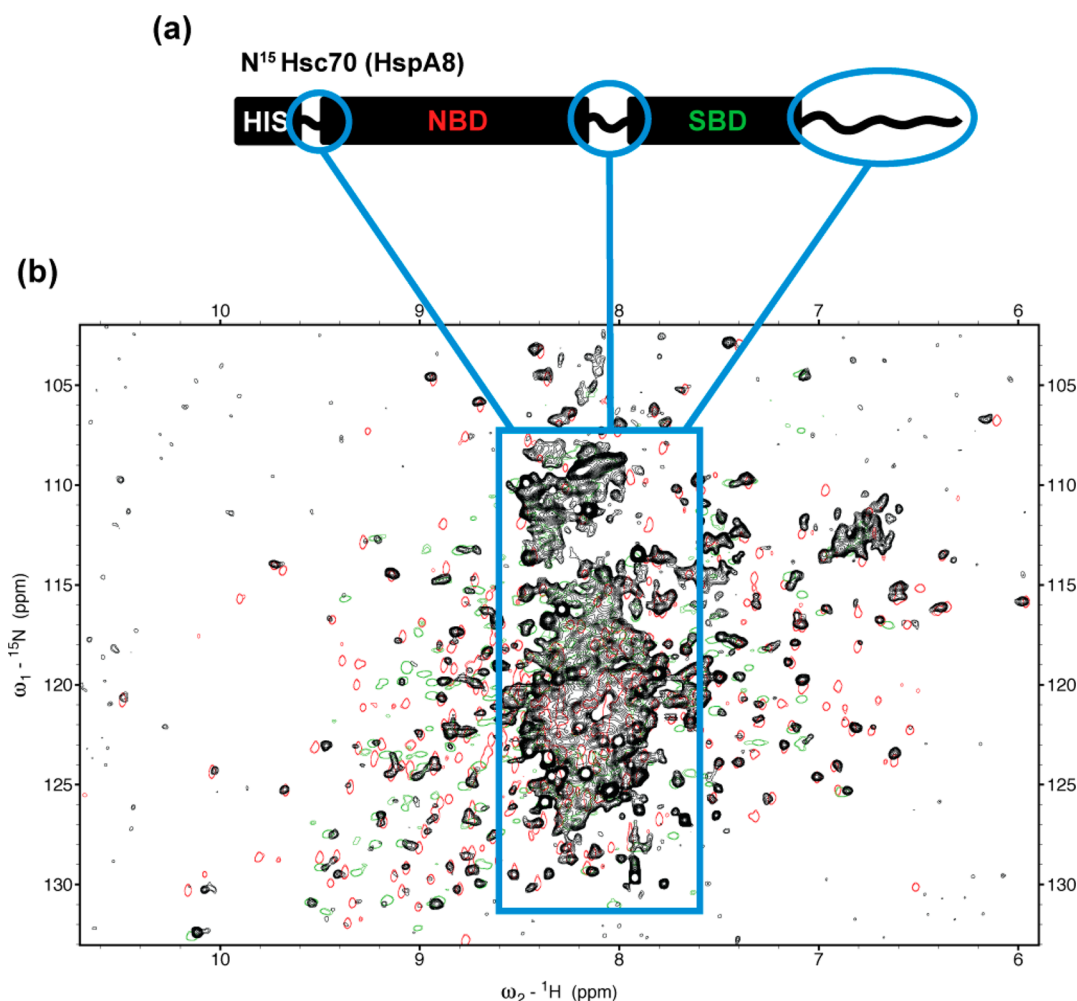 (a)
N¹⁵ Hsc70 (HspA8)
HIS NBD SBD
(b)
10 9 8 7 6
105 105
110 110
115 115
120 120
125 125
130 130
10 9 8 7 6
ω₁ - ¹⁵N (ppm)
ω₂ - ¹H (ppm)